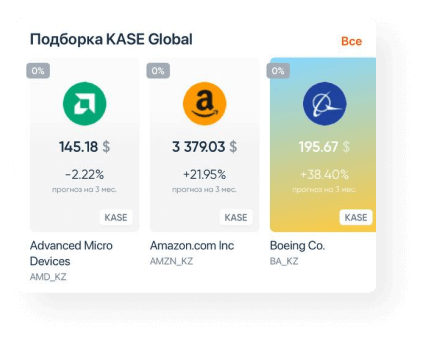 Подборка KASE Global
Все
0%
0%
0%
145.18 $
3 379.03 $
195.67 $
−2.22%
+21.95%
+38.40%
прогноз на 3 мес.
прогноз на 3 мес.
прогноз на 3 мес.
KASE
KASE
KASE
Advanced Micro
Devices
AMD_KZ
Amazon.com Inc
AMZN_KZ
Boeing Co.
BA_KZ